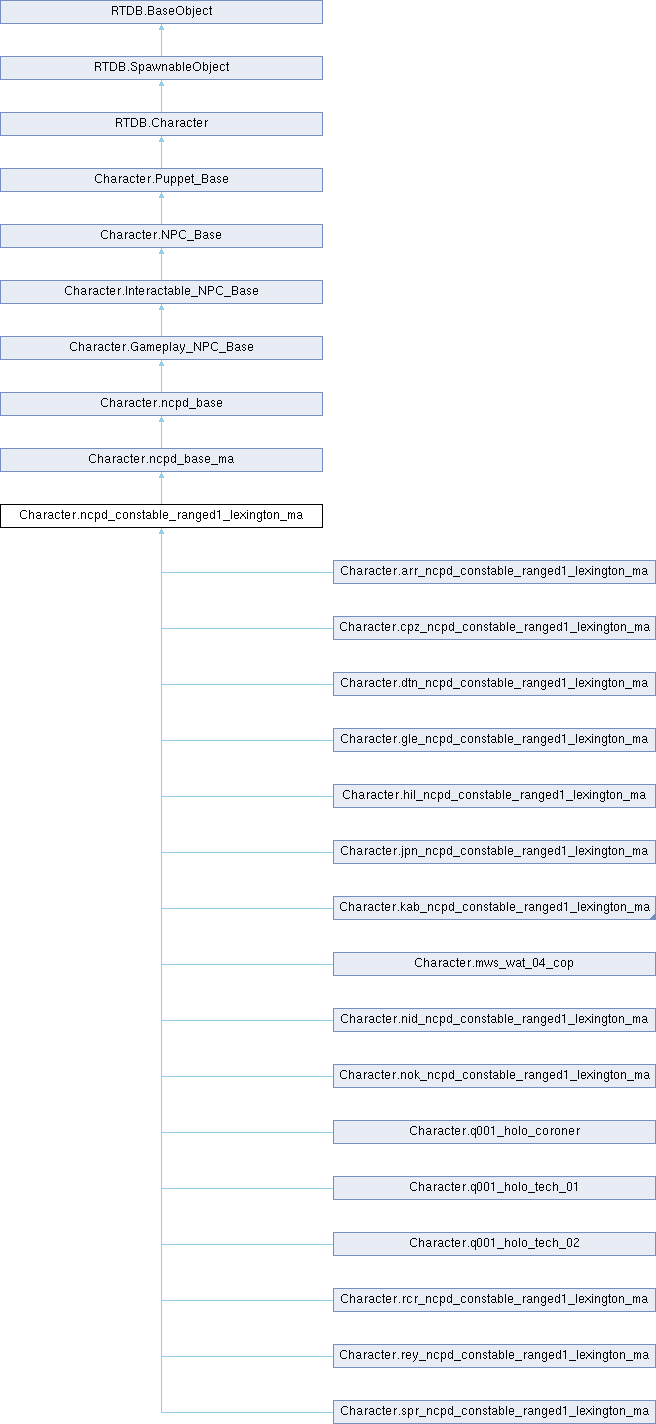 RTDB.BaseObject
RTDB.SpawnableObject
RTDB.Character
Character.Puppet_Base
Character.NPC_Base
Character.Interactable_NPC_Base
Character.Gameplay_NPC_Base
Character.ncpd_base
Character.ncpd_base_ma
Character.ncpd_constable_ranged1_lexington_ma
Character.arr_ncpd_constable_ranged1_lexington_ma
Character.cpz_ncpd_constable_ranged1_lexington_ma
Character.dtn_ncpd_constable_ranged1_lexington_ma
Character.gle_ncpd_constable_ranged1_lexington_ma
Character.hil_ncpd_constable_ranged1_lexington_ma
Character.jpn_ncpd_constable_ranged1_lexington_ma
Character.kab_ncpd_constable_ranged1_lexington_ma
Character.mws_wat_04_cop
Character.nid_ncpd_constable_ranged1_lexington_ma
Character.nok_ncpd_constable_ranged1_lexington_ma
Character.q001_holo_coroner
Character.q001_holo_tech_01
Character.q001_holo_tech_02
Character.rcr_ncpd_constable_ranged1_lexington_ma
Character.rey_ncpd_constable_ranged1_lexington_ma
Character.spr_ncpd_constable_ranged1_lexington_ma